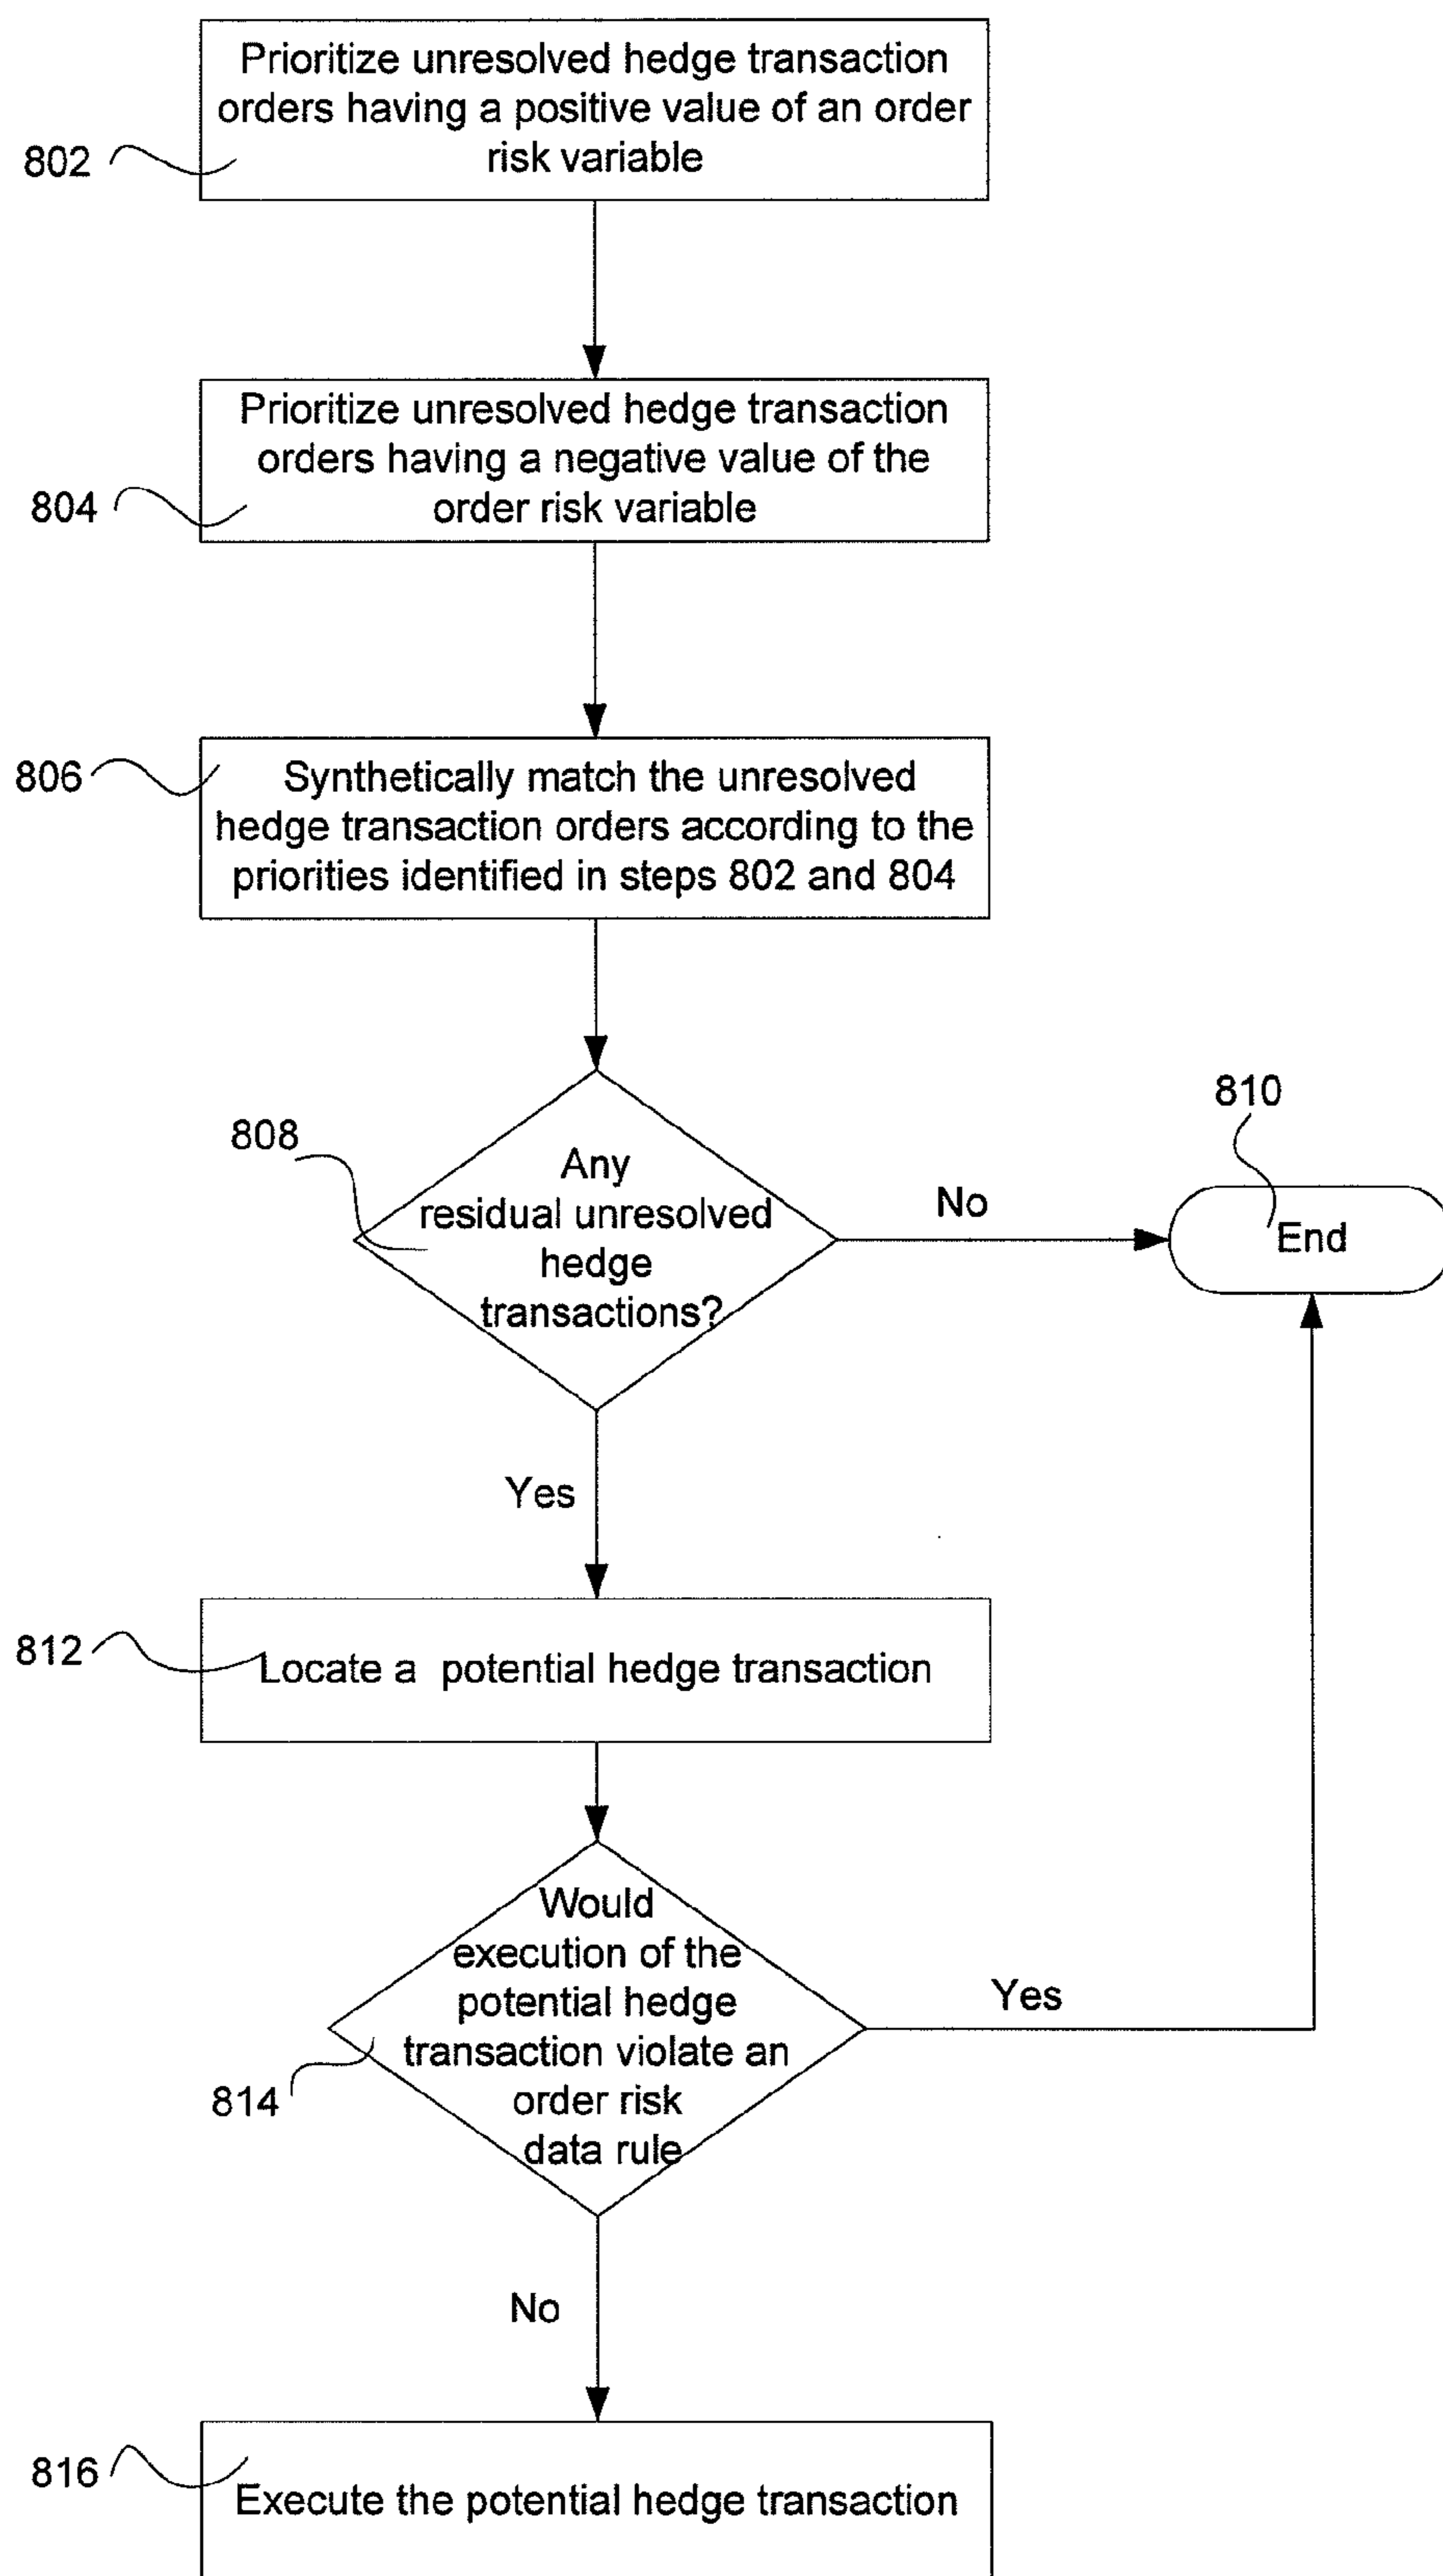 Prioritize unresolved hedge transaction
orders having a positive value of an order
risk variable
802
Prioritize unresolved hedge transaction
orders having a negative value of the
order risk variable
804
806
Synthetically match the unresolved
hedge transaction orders according to the
priorities identified in steps 802 and 804
808
Any
residual unresolved
hedge
transactions?
No
810
End
Yes
812
Locate a potential hedge transaction
Would
execution of the
potential hedge
transaction violate an
order risk
data rule
814
Yes
No
816
Execute the potential hedge transaction